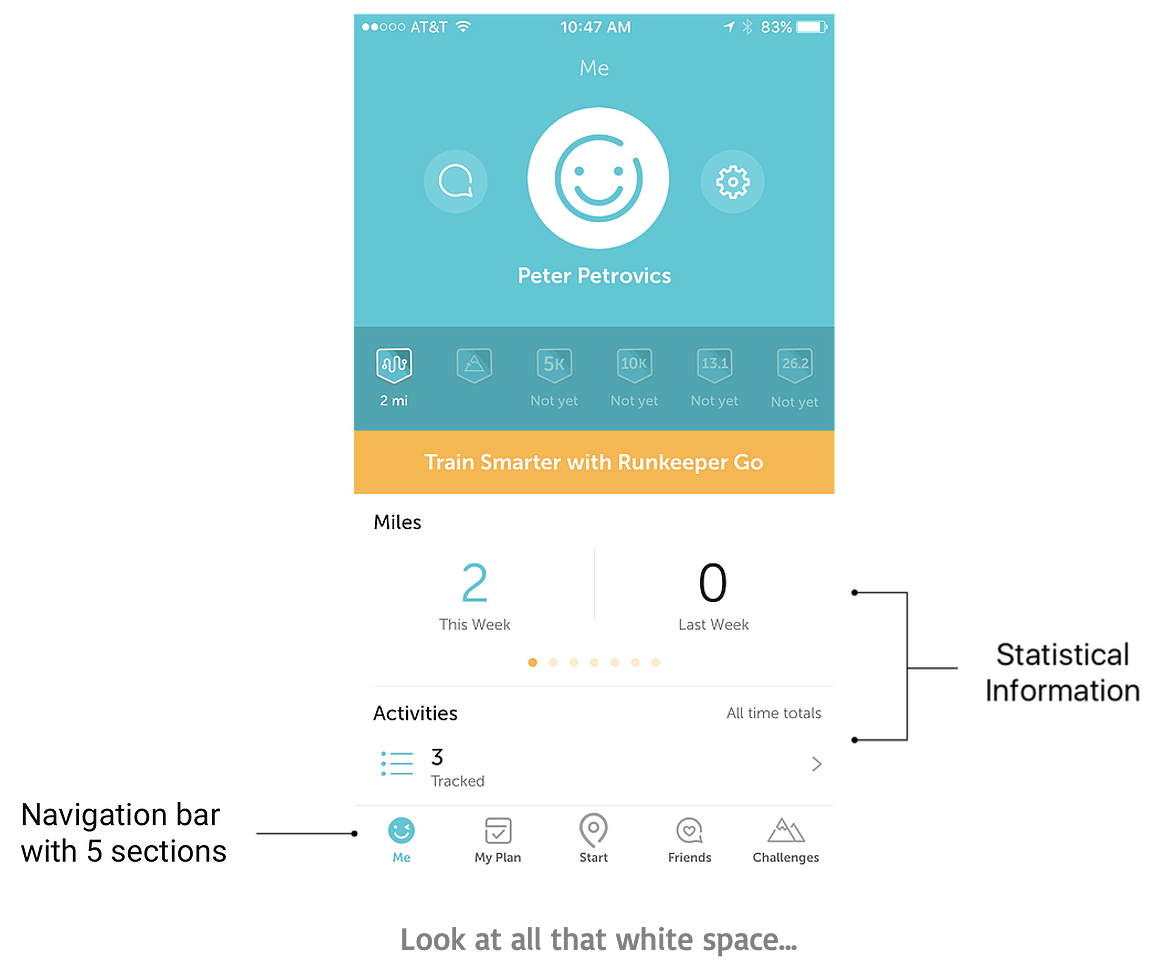 AT&T 10:47 AM 83%
Me
Peter Petrovics
5K 10K 13.1 26.2
2 mi Not yet Not yet Not yet Not yet
Train Smarter with Runkeeper Go
Miles
2 0
This Week Last Week
Statistical
Information
Activities All time totals
3
Tracked
Navigation bar
with 5 sections
Me My Plan Start Friends Challenges
Look at all that white space...